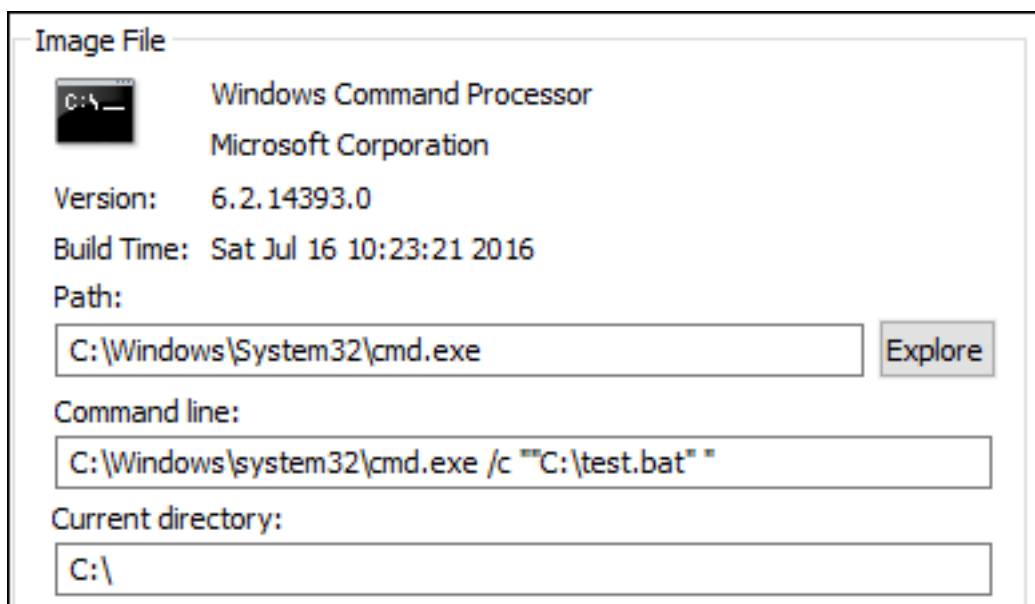 Image File
C:\
Windows Command Processor
Microsoft Corporation
Version: 6.2.14393.0
Build Time: Sat Jul 16 10:23:21 2016
Path:
C:\Windows\System32\cmd.exe Explore
Command line:
C:\Windows\system32\cmd.exe /c ""C:\test.bat" "
Current directory:
C:\